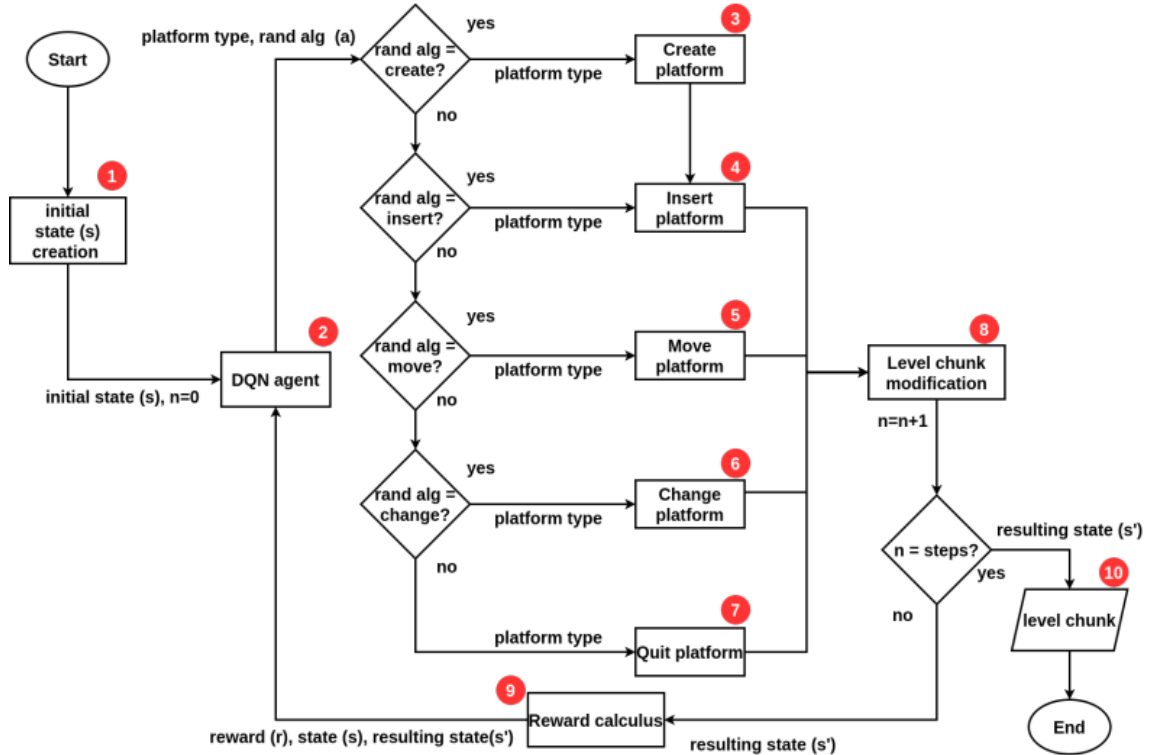 Start
1
initial
state (s)
creation
initial state (s), n=0
2
DQN agent
platform type, rand alg (a)
rand alg =
create?
yes
platform type
no
3
Create
platform
rand alg =
insert?
yes
platform type
no
4
Insert
platform
rand alg =
move?
yes
platform type
no
5
Move
platform
rand alg =
change?
yes
platform type
no
6
Change
platform
platform type
7
Quit platform
8
Level chunk
modification
n=n+1
n = steps?
yes
no
resulting state (s')
10
level chunk
End
resulting state (s')
9
Reward calculus
reward (r), state (s), resulting state(s')